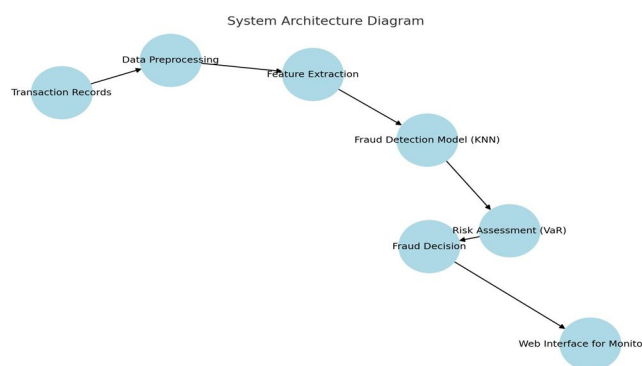 System Architecture Diagram
Data Preprocessing
Feature Extraction
Transaction Records
Fraud Detection Model (KNN)
Risk Assessment (VaR)
Fraud Decision
Web Interface for Monito